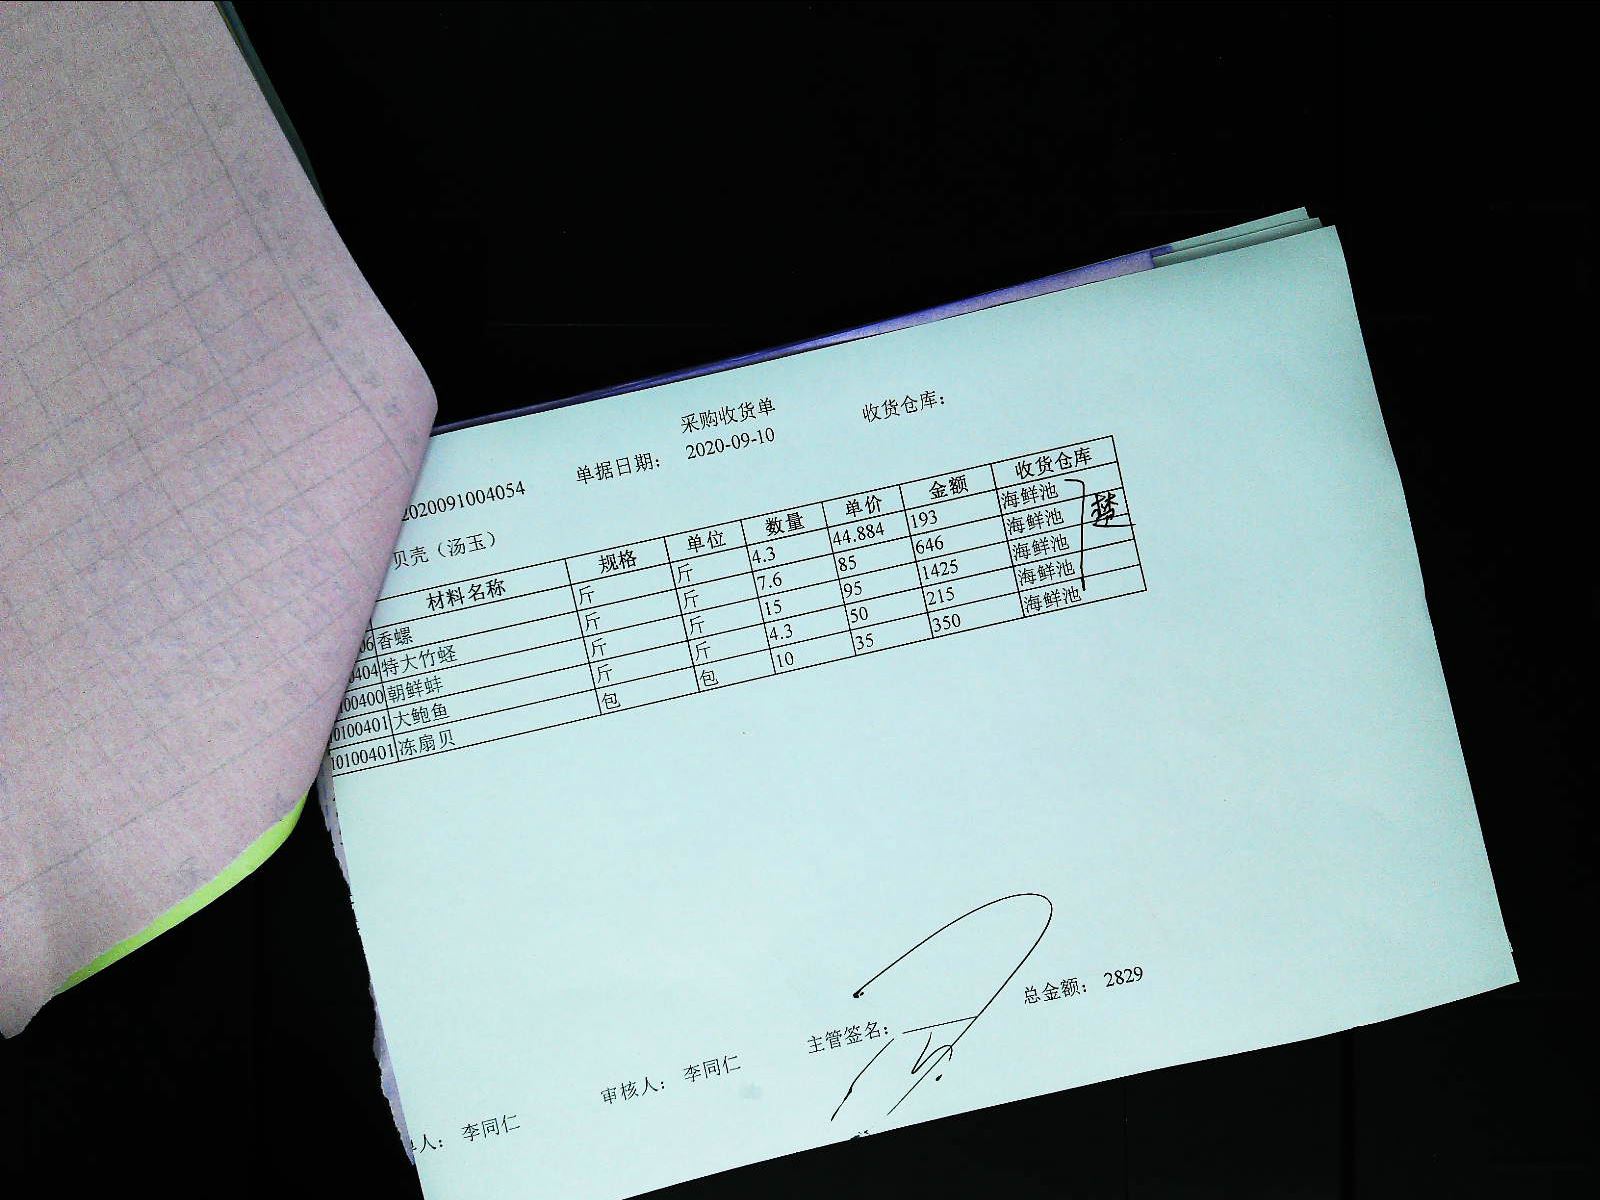 采购收货单
收货仓库：
2020091004054 单据日期： 2020-09-10
贝壳（汤玉）
材料名称 规格 单位 数量 单价 金额 收货仓库
06 香螺 斤 斤 4.3 44.884 193 海鲜池
0404 特大竹蛏 斤 斤 7.6 85 646 海鲜池
100400 朝鲜蚌 斤 斤 15 95 1425 海鲜池
10100401 大鲍鱼 斤 斤 4.3 50 215 海鲜池
10100401 冻扇贝 包 包 10 35 350 海鲜池
人： 李同仁 审核人： 李同仁 主管签名： 总金额： 2829